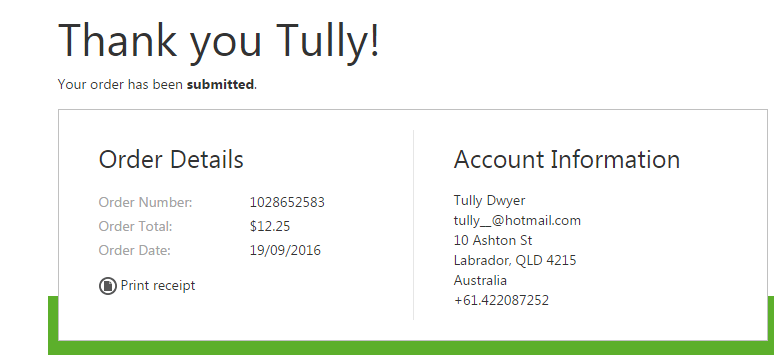 Thank you Tully!
Your order has been submitted.
Order Details
Order Number: 1028652583
Order Total: $12.25
Order Date: 19/09/2016
Print receipt
Account Information
Tully Dwyer
tully__@hotmail.com
10 Ashton St
Labrador, QLD 4215
Australia
+61.422087252